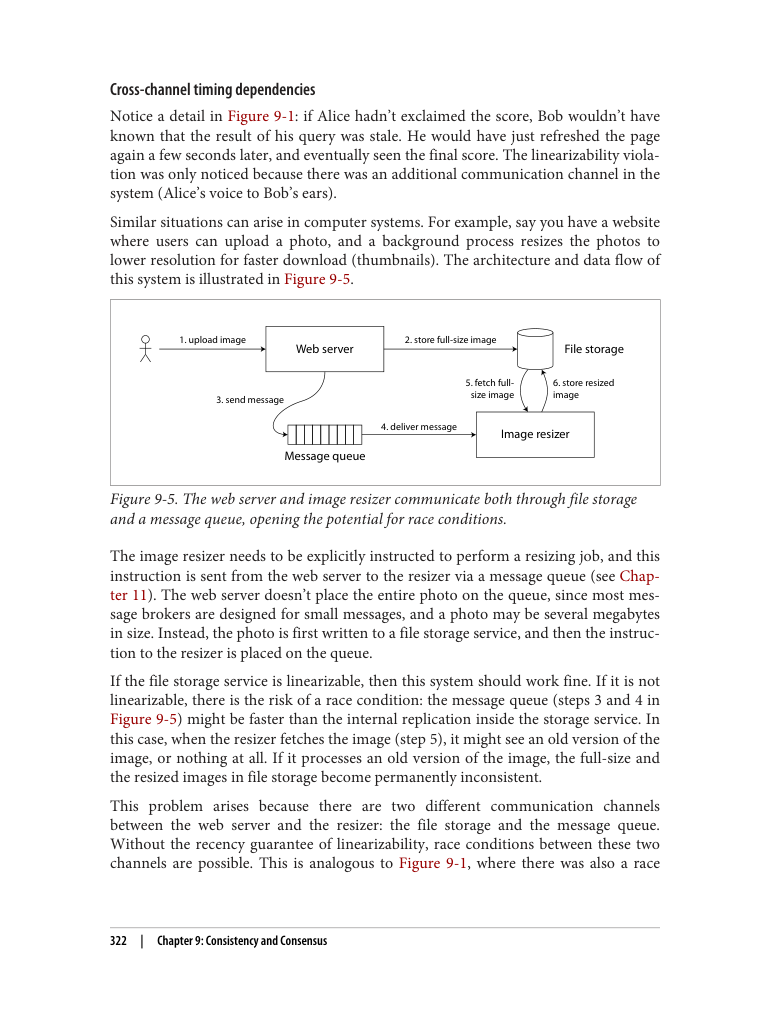 Cross-channel timing dependencies
Notice a detail in Figure 9-1: if Alice hadn’t exclaimed the score, Bob wouldn’t have
known that the result of his query was stale. He would have just refreshed the page
again a few seconds later, and eventually seen the final score. The linearizability viola-
tion was only noticed because there was an additional communication channel in the
system (Alice’s voice to Bob’s ears).
Similar situations can arise in computer systems. For example, say you have a website
where users can upload a photo, and a background process resizes the photos to
lower resolution for faster download (thumbnails). The architecture and data flow of
this system is illustrated in Figure 9-5.
1. upload image
Web server
2. store full-size image
File storage
5. fetch full-
size image
6. store resized
image
3. send message
4. deliver message
Image resizer
Message queue
Figure 9-5. The web server and image resizer communicate both through file storage
and a message queue, opening the potential for race conditions.
The image resizer needs to be explicitly instructed to perform a resizing job, and this
instruction is sent from the web server to the resizer via a message queue (see Chap-
ter 11). The web server doesn’t place the entire photo on the queue, since most mes-
sage brokers are designed for small messages, and a photo may be several megabytes
in size. Instead, the photo is first written to a file storage service, and then the instruc-
tion to the resizer is placed on the queue.
If the file storage service is linearizable, then this system should work fine. If it is not
linearizable, there is the risk of a race condition: the message queue (steps 3 and 4 in
Figure 9-5) might be faster than the internal replication inside the storage service. In
this case, when the resizer fetches the image (step 5), it might see an old version of the
image, or nothing at all. If it processes an old version of the image, the full-size and
the resized images in file storage become permanently inconsistent.
This problem arises because there are two different communication channels
between the web server and the resizer: the file storage and the message queue.
Without the recency guarantee of linearizability, race conditions between these two
channels are possible. This is analogous to Figure 9-1, where there was also a race
322 | Chapter 9: Consistency and Consensus